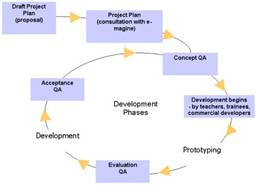 Draft Project
Plan
(proposal)
Project Plan
(consultation with e-
magine)
Concept QA
Acceptance
QA
Development
Phases
Development begins
- by teachers, trainees,
commercial developers
Development
Prototyping
Evaluation
QA